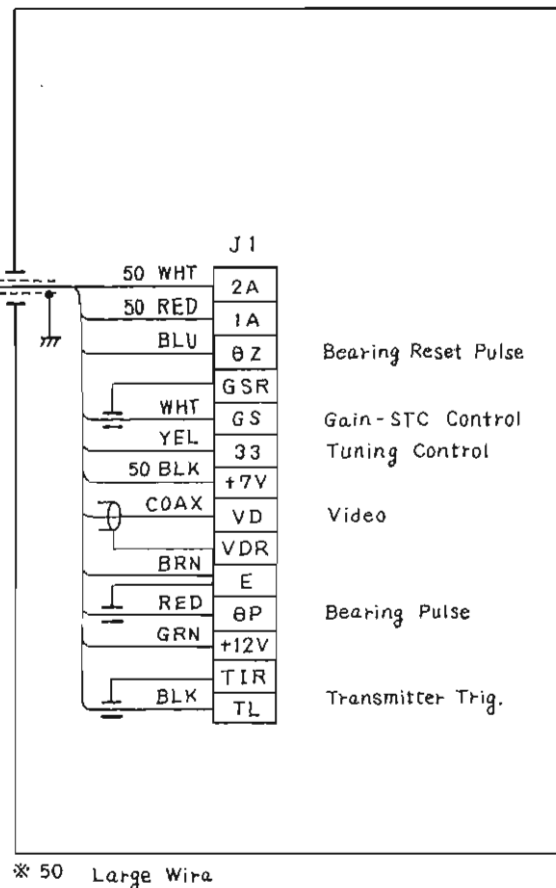 J1
50 WHT 2A
50 RED 1A
BLU θZ Bearing Reset Pulse
GSR
WHT GS Gain-STC Control
YEL 33 Tuning Control
50 BLK +7V
COAX VD Video
VDR
BRN E
RED θP Bearing Pulse
GRN +12V
TIR
BLK TL Transmitter Trig.
※ 50 Large Wira